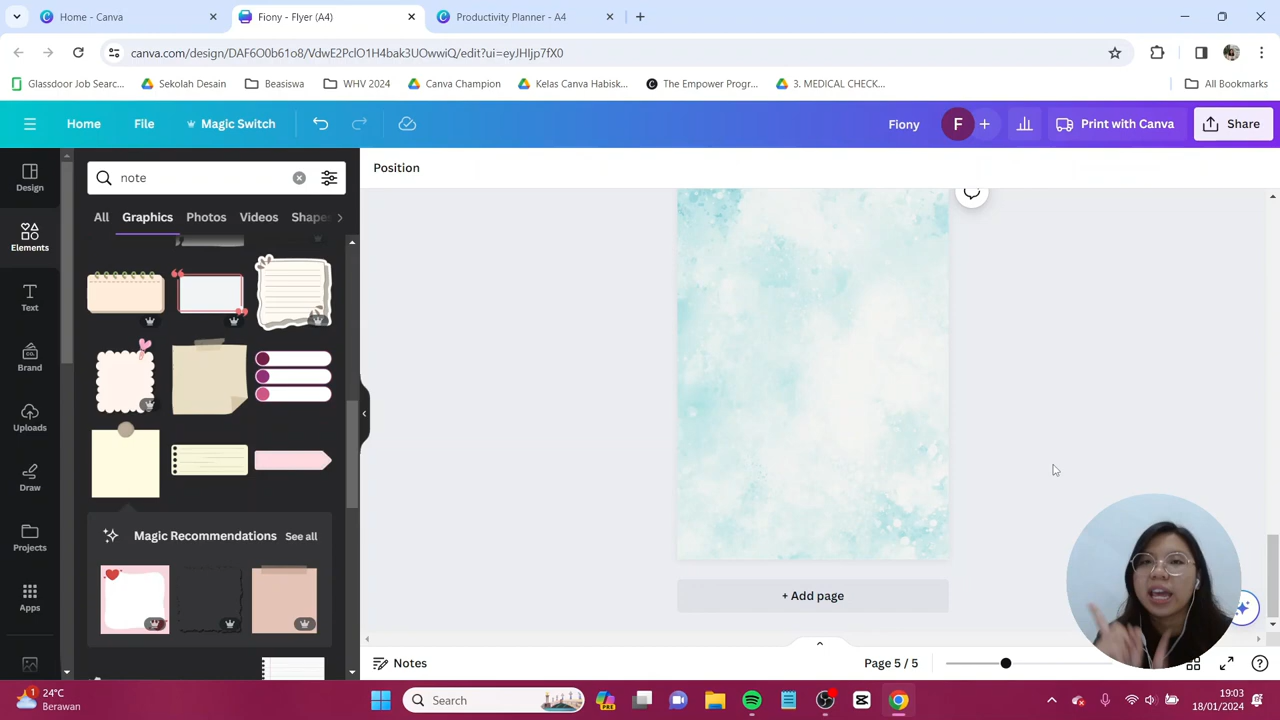 Home - Canva
Fiony - Flyer (A4)
Productivity Planner - A4
canva.com/design/DAF6O0b61o8/VdwE2PclO1H4bak3UOwwiQ/edit?ui=eyJHIjp7fX0
Glassdoor Job Searc...
Sekolah Desain
Beasiswa
WHV 2024
Canva Champion
Kelas Canva Habisk...
The Empower Progr...
3. MEDICAL CHECK...
All Bookmarks
Home
File
Magic Switch
Fiony
F
Print with Canva
Share
Design
Elements
Text
Brand
Uploads
Draw
Projects
Apps
note
All
Graphics
Photos
Videos
Shape
Magic Recommendations
See all
Position
+ Add page
Notes
Page 5 / 5
24°C
Berawan
1
Search
PRE
19:03
18/01/2024